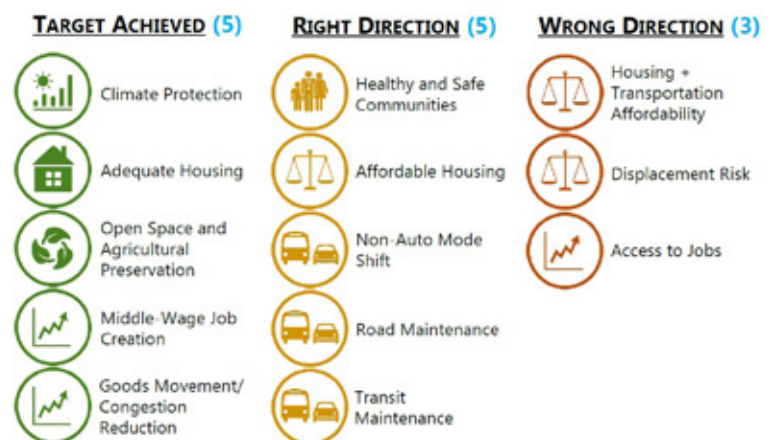 TARGET ACHIEVED (5)
Climate Protection
Adequate Housing
Open Space and
Agricultural
Preservation
Middle-Wage Job
Creation
Goods Movement/
Congestion
Reduction
RIGHT DIRECTION (5)
Healthy and Safe
Communities
Affordable Housing
Non-Auto Mode
Shift
Road Maintenance
Transit
Maintenance
WRONG DIRECTION (3)
Housing +
Transportation
Affordability
Displacement Risk
Access to Jobs